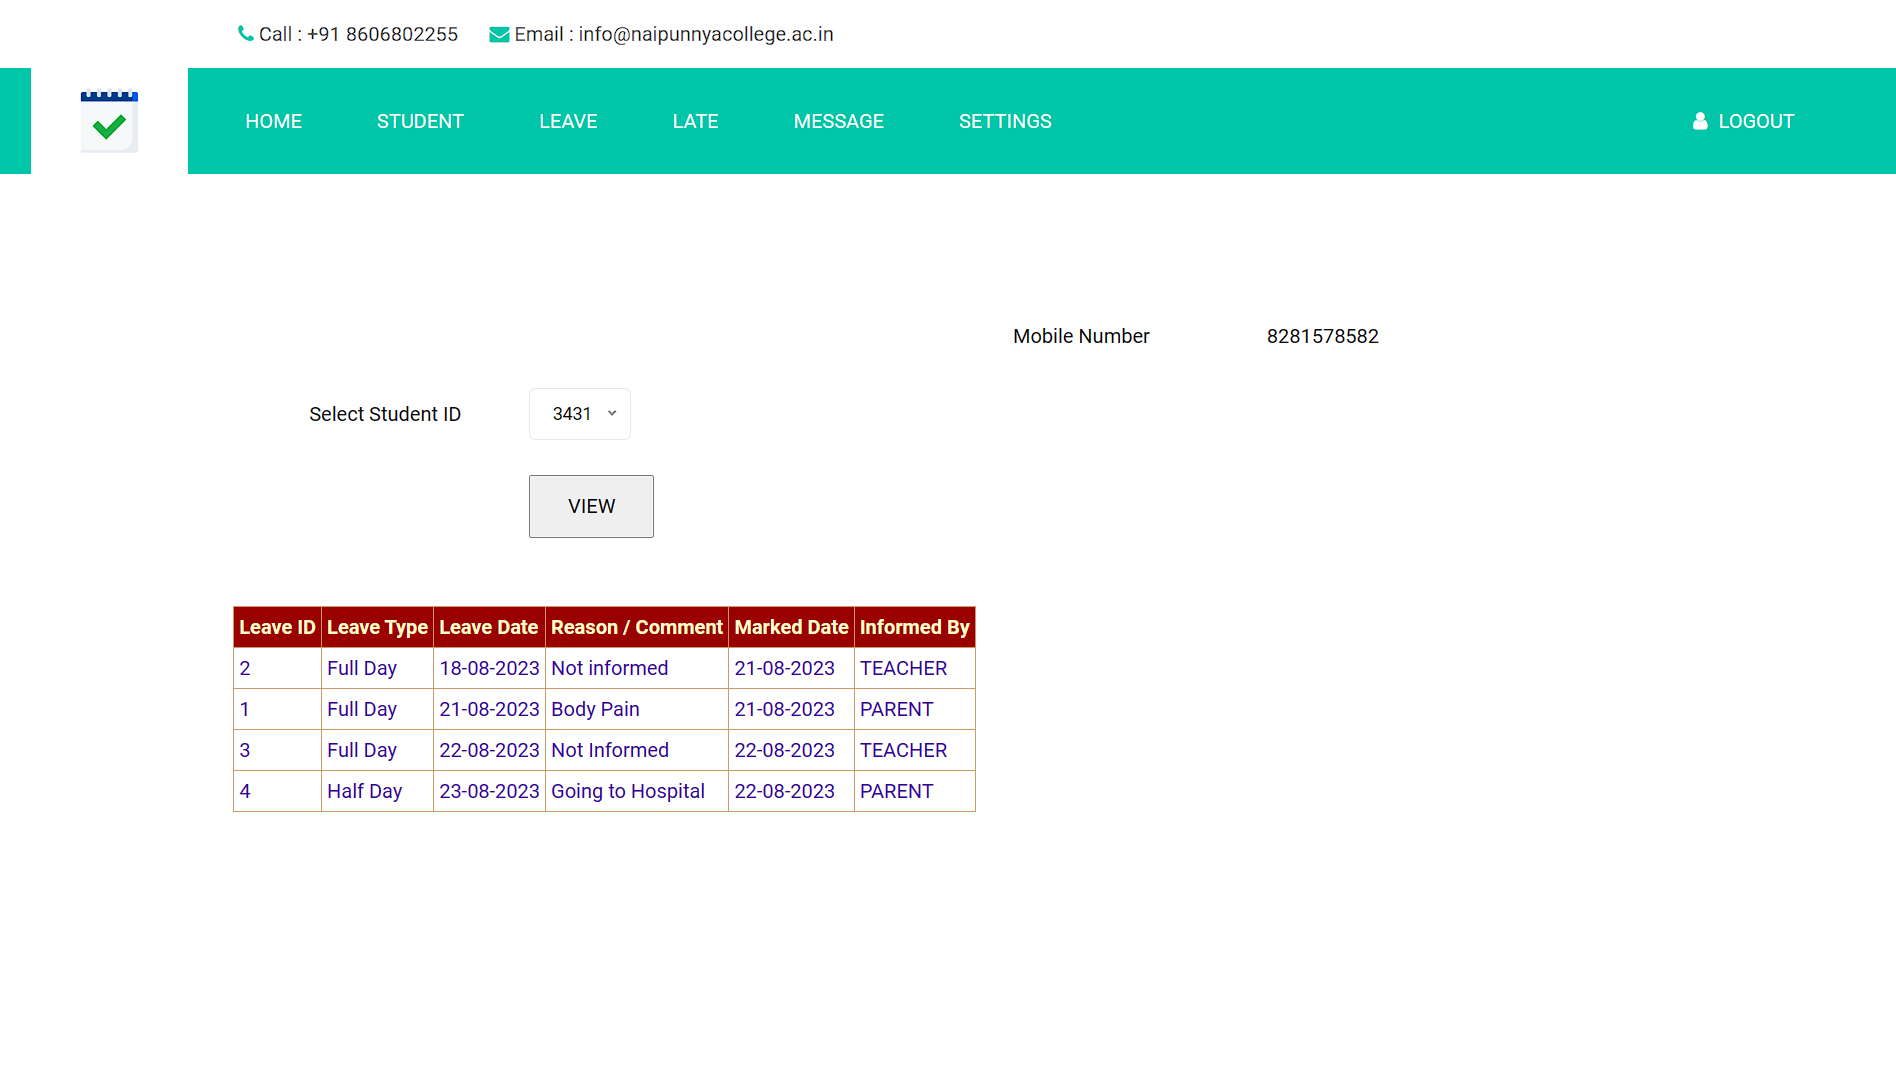 Call : +91 8606802255 Email : info@naipunnyacollege.ac.in
HOME STUDENT LEAVE LATE MESSAGE SETTINGS LOGOUT
Mobile Number 8281578582
Select Student ID 3431
VIEW
Leave ID Leave Type Leave Date Reason / Comment Marked Date Informed By
2 Full Day 18-08-2023 Not informed 21-08-2023 TEACHER
1 Full Day 21-08-2023 Body Pain 21-08-2023 PARENT
3 Full Day 22-08-2023 Not Informed 22-08-2023 TEACHER
4 Half Day 23-08-2023 Going to Hospital 22-08-2023 PARENT